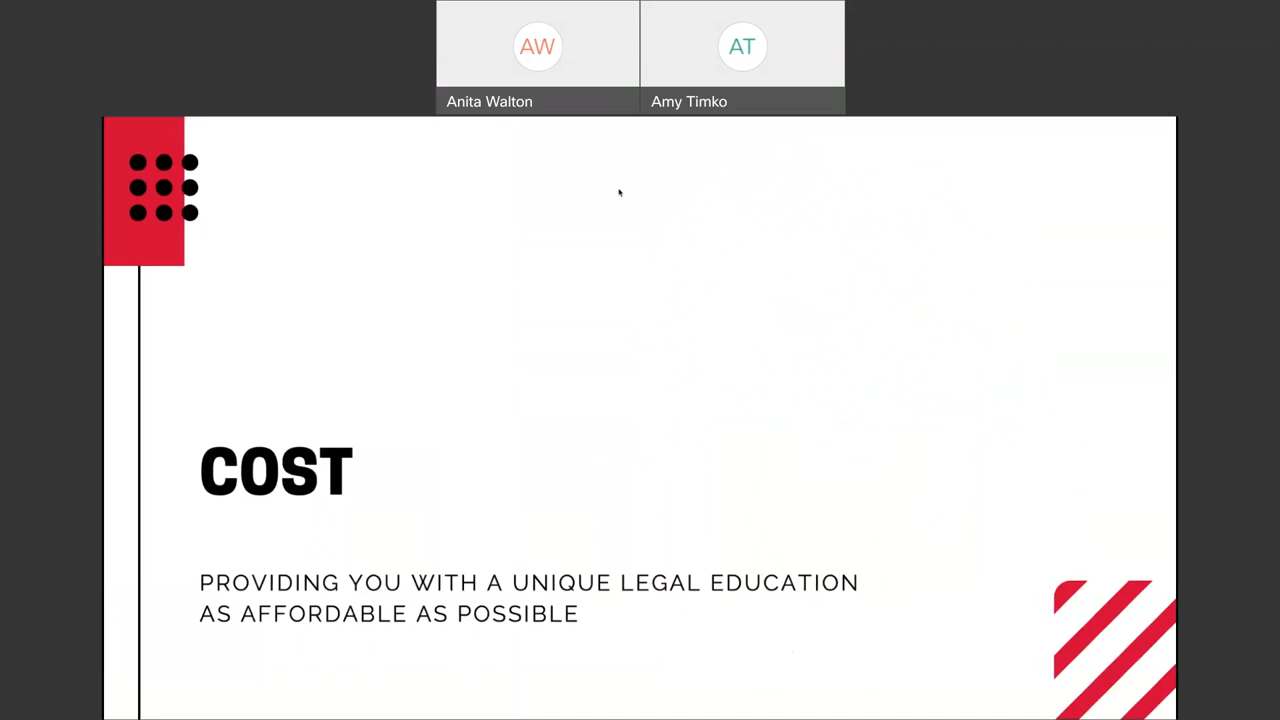 AW
AT
Anita Walton
Amy Timko
COST
PROVIDING YOU WITH A UNIQUE LEGAL EDUCATION
AS AFFORDABLE AS POSSIBLE